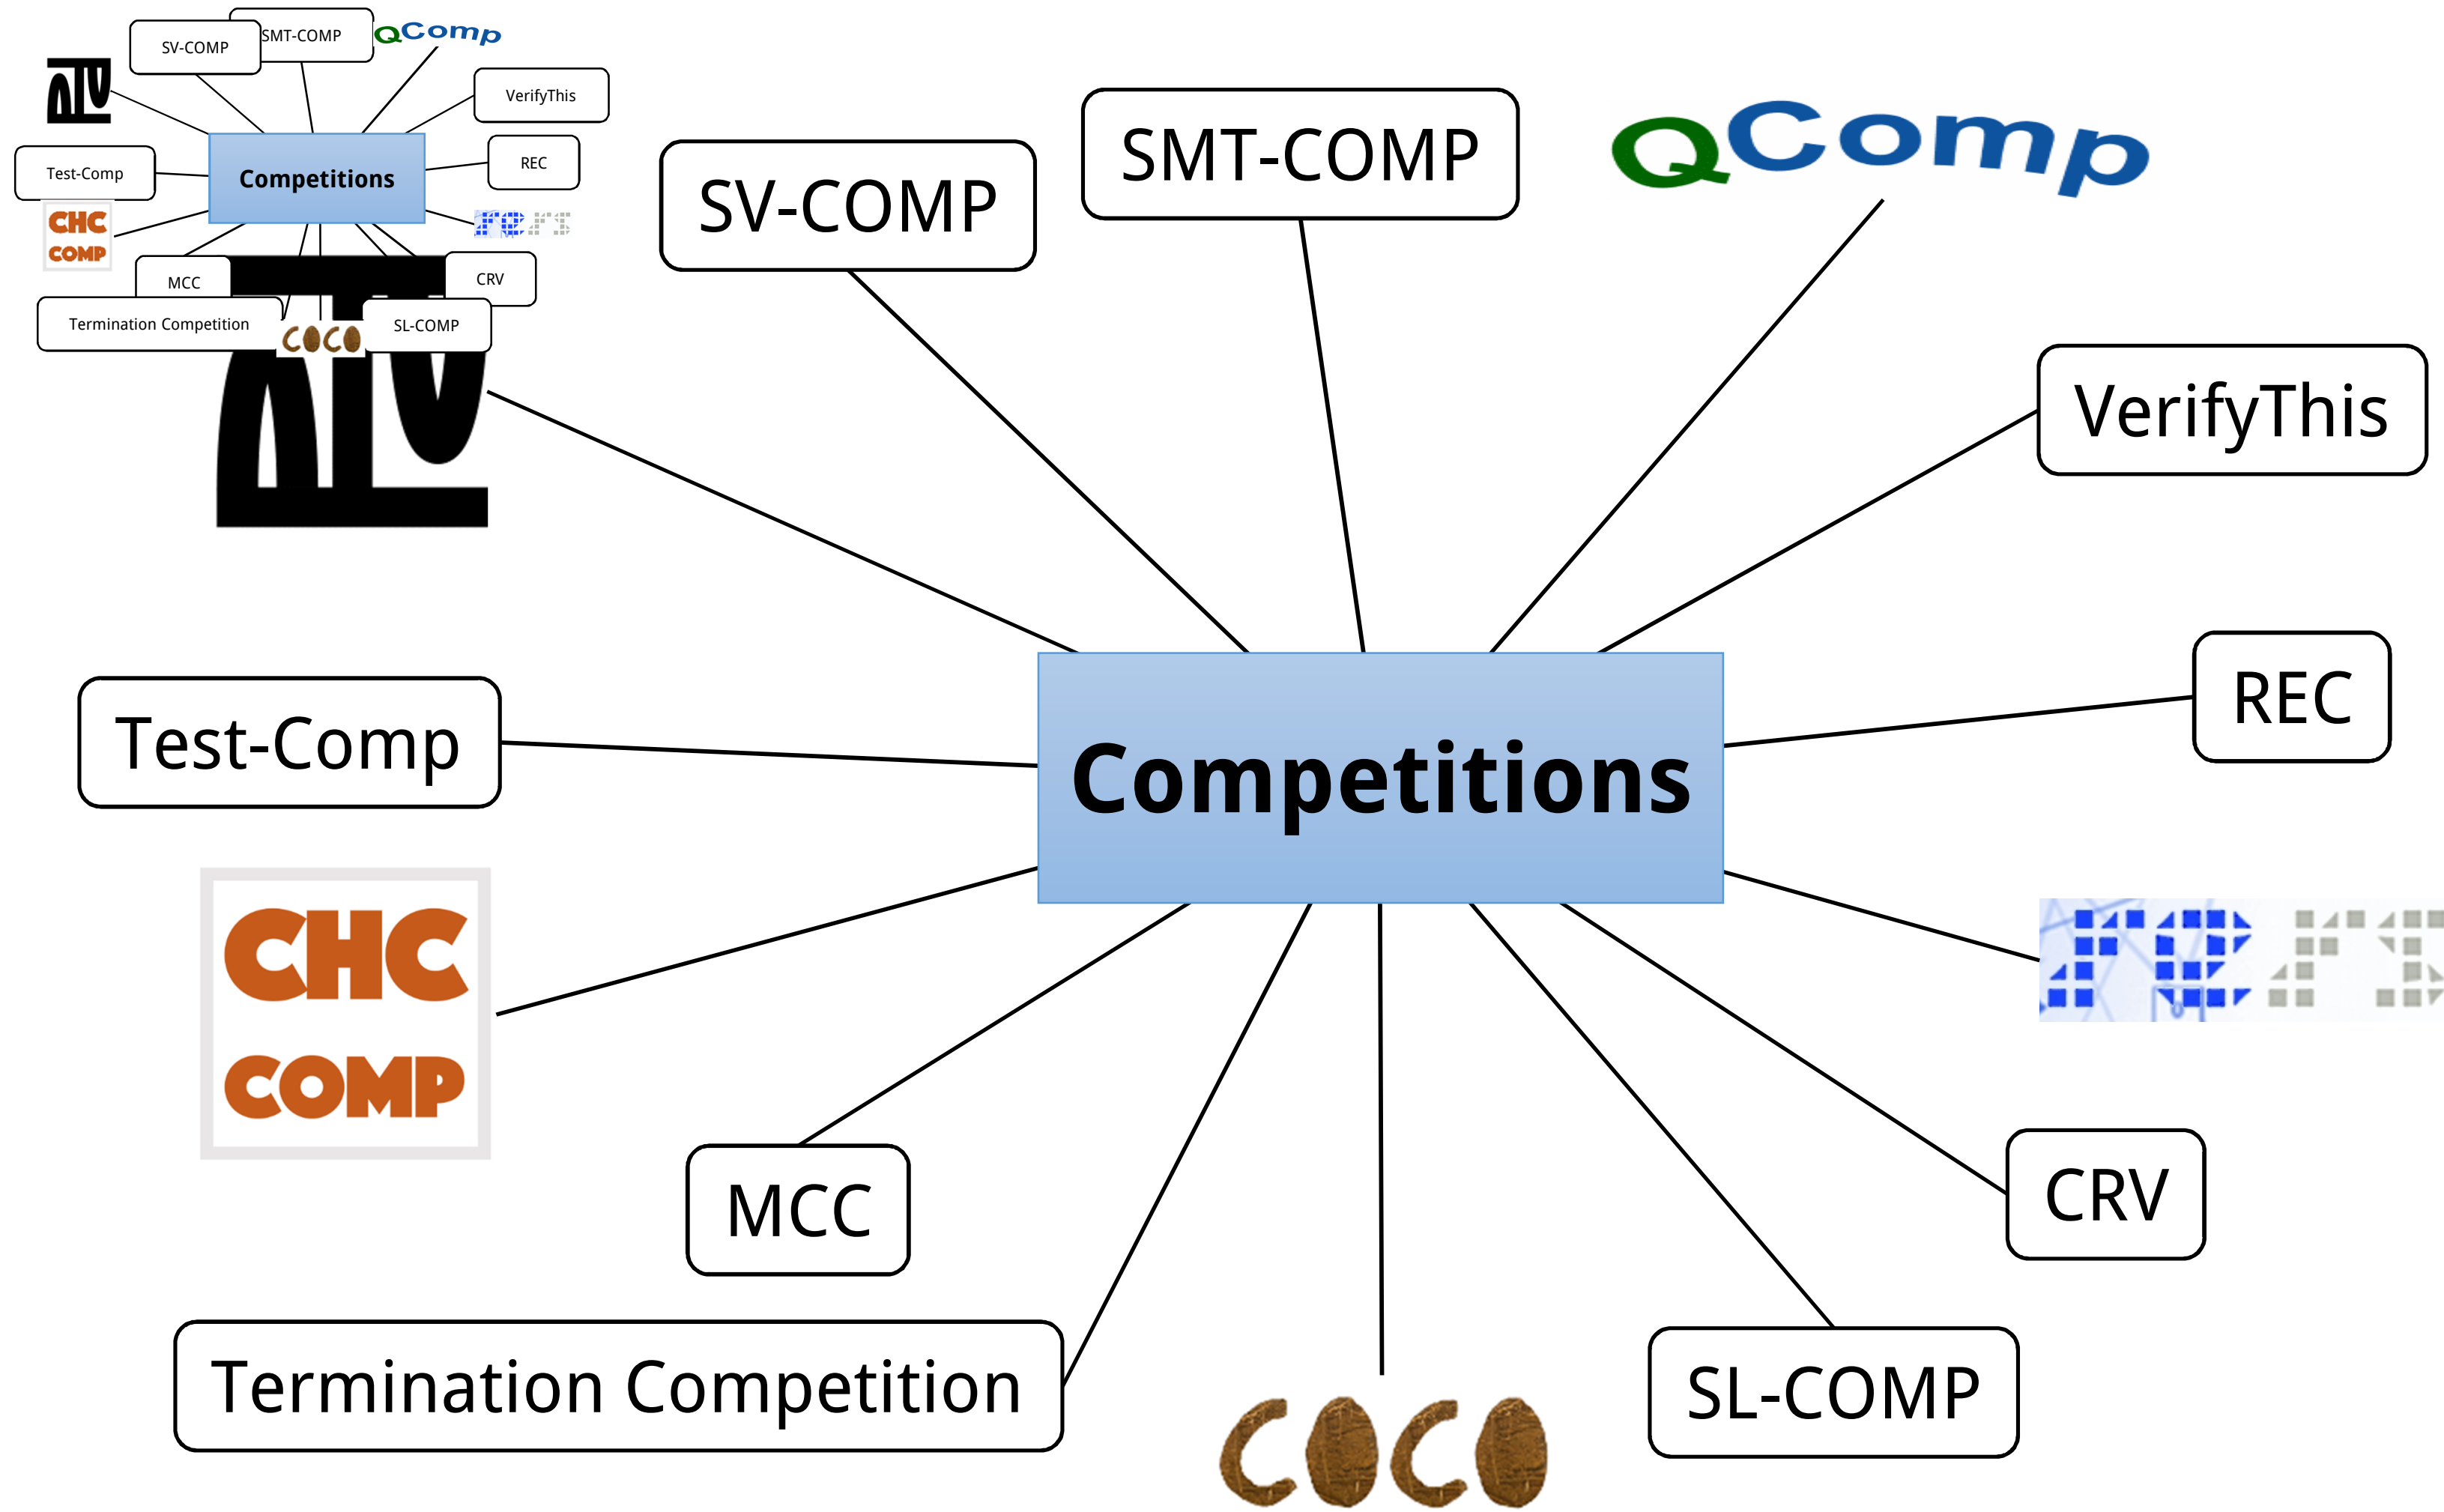 SV-COMP
SMT-COMP
QComp
VerifyThis
Test-Comp
Competitions
REC
CHC
COMP
MCC
CRV
Termination Competition
COCO
SL-COMP
SV-COMP
SMT-COMP
QComp
VerifyThis
REC
Test-Comp
Competitions
CHC
COMP
MCC
CRV
Termination Competition
SL-COMP
COCO